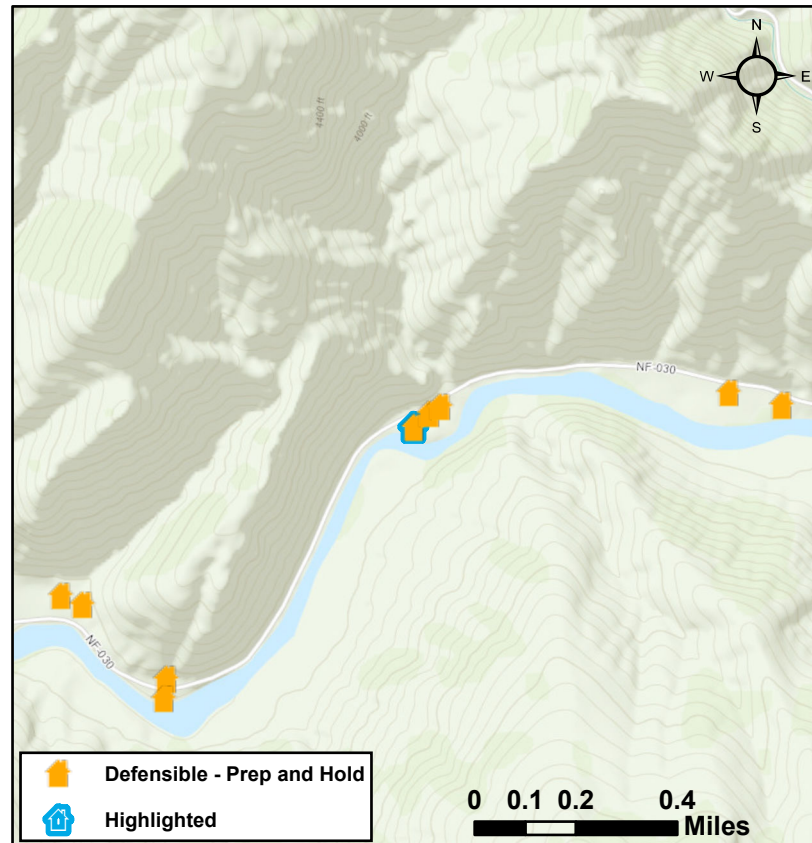 N
W E
S
4400 ft
4000 ft
NF-030
NF-030
Defensible - Prep and Hold
Highlighted
0 0.1 0.2 0.4
Miles